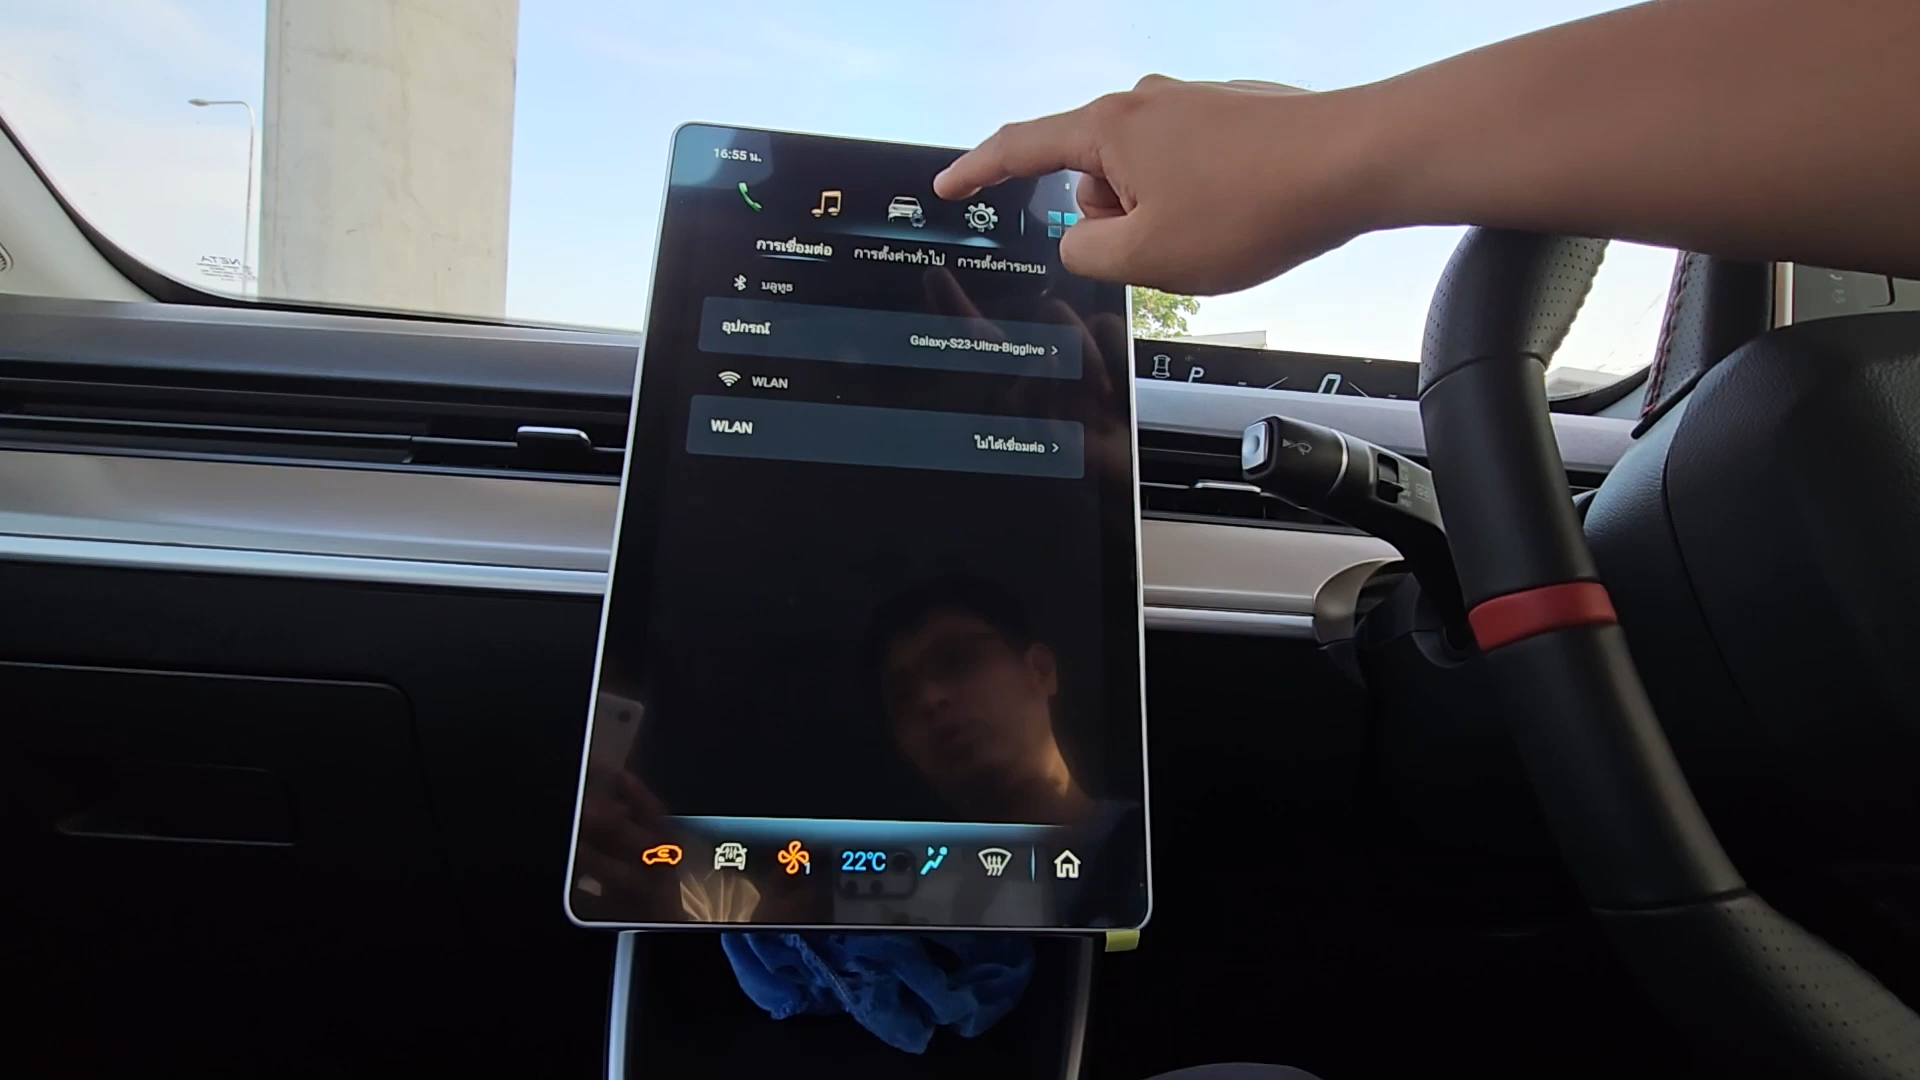 16:55 น.
การเชื่อมต่อ การตั้งค่าทั่วไป การตั้งค่าระบบ
บลูทูธ
อุปกรณ์
Galaxy-S23-Ultra-Bigglive >
WLAN
WLAN
ไม่ได้เชื่อมต่อ >
1
22°C
P
0
NETA